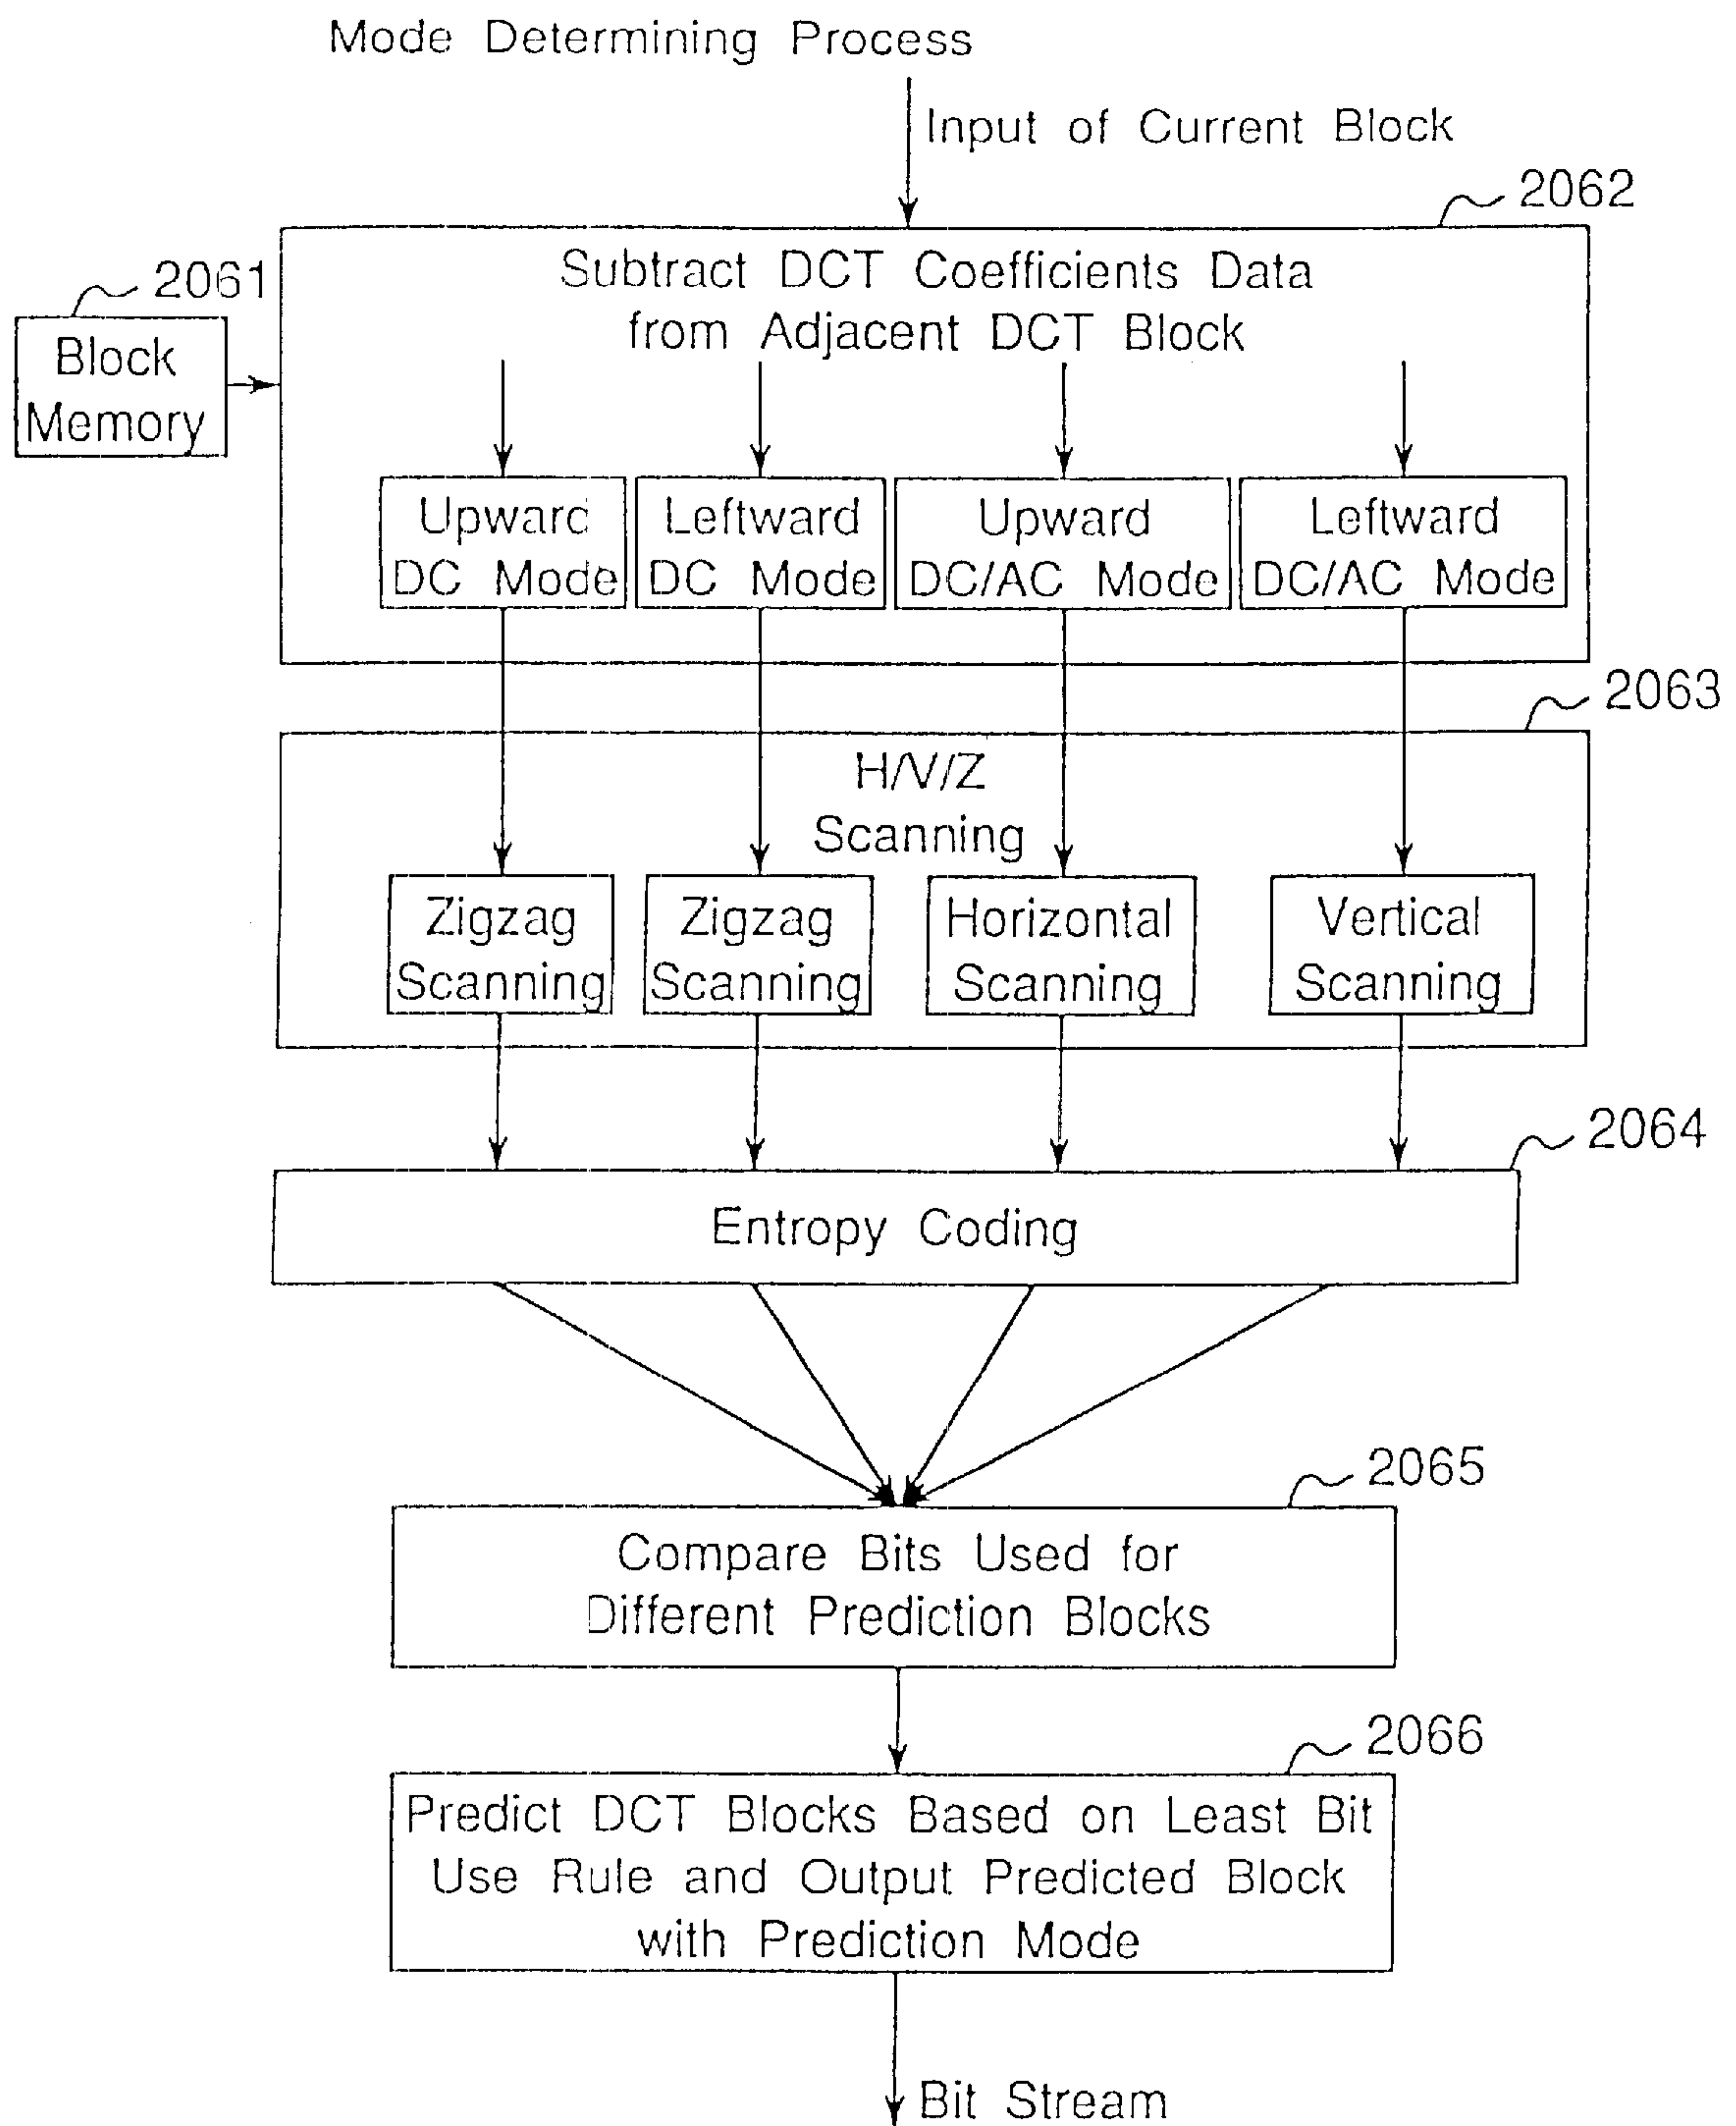 Mode Determining Process
Input of Current Block
2062
2061
Subtract DCT Coefficients Data
from Adjacent DCT Block
Block
Memory
Upward
DC Mode
Leftward
DC Mode
Upward
DC/AC Mode
Leftward
DC/AC Mode
2063
H/V/Z
Scanning
Zigzag
Scanning
Zigzag
Scanning
Horizontal
Scanning
Vertical
Scanning
2064
Entropy Coding
2065
Compare Bits Used for
Different Prediction Blocks
2066
Predict DCT Blocks Based on Least Bit
Use Rule and Output Predicted Block
with Prediction Mode
Bit Stream